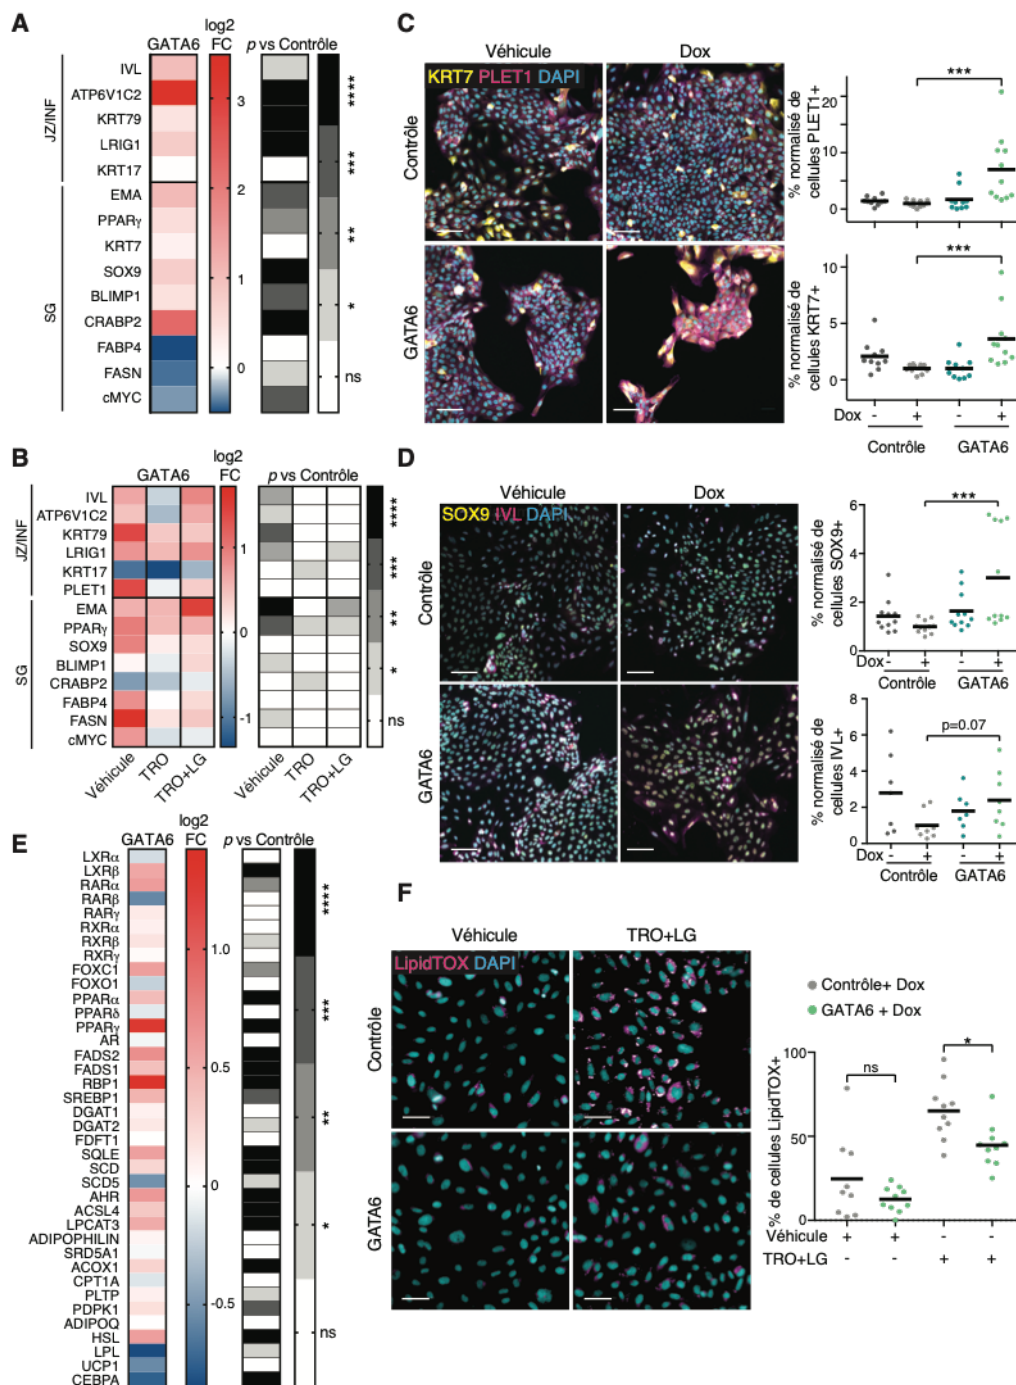 A
GATA6
log2
FC
p vs Contrôle
JZ/INF
IVL
ATP6V1C2
KRT79
LRIG1
KRT17
SG
EMA
PPARγ
KRT7
SOX9
BLIMP1
CRABP2
FABP4
FASN
cMYC
3
2
1
0
****
***
**
*
ns
B
GATA6
log2
FC
p vs Contrôle
JZ/INF
IVL
ATP6V1C2
KRT79
LRIG1
KRT17
PLET1
SG
EMA
PPARγ
SOX9
BLIMP1
CRABP2
FABP4
FASN
cMYC
Véhicule
TRO
TRO+LG
1
0
-1
Véhicule
TRO
TRO+LG
****
***
**
*
ns
C
Véhicule
Dox
KRT7 PLET1 DAPI
Contrôle
GATA6
% normalisé de
cellules PLET1+
20
10
0
***
% normalisé de
cellules KRT7+
10
5
0
***
Dox - + - +
Contrôle GATA6
D
Véhicule
Dox
SOX9 IVL DAPI
Contrôle
GATA6
% normalisé de
cellules SOX9+
6
4
2
0
***
Dox - + - +
Contrôle GATA6
% normalisé de
cellules IVL+
8
6
4
2
0
p=0.07
Dox - + - +
Contrôle GATA6
E
GATA6
log2
FC
p vs Contrôle
LXRα
LXRβ
RARα
RARβ
RARγ
RXRα
RXRβ
RXRγ
FOXC1
FOXO1
PPARα
PPARδ
PPARγ
AR
FADS2
FADS1
RBP1
SREBP1
DGAT1
DGAT2
FDFT1
SQLE
SCD
SCD5
AHR
ACSL4
LPCAT3
ADIPOPHILIN
SRD5A1
ACOX1
CPT1A
PLTP
PDPK1
ADIPOQ
HSL
LPL
UCP1
CEBPA
1.0
0.5
0
-0.5
****
***
**
*
ns
F
Véhicule
TRO+LG
LipidTOX DAPI
Contrôle
GATA6
Contrôle+ Dox
GATA6 + Dox
% de cellules LipidTOX+
100
50
0
ns
*
Véhicule + + - -
TRO+LG - - + +